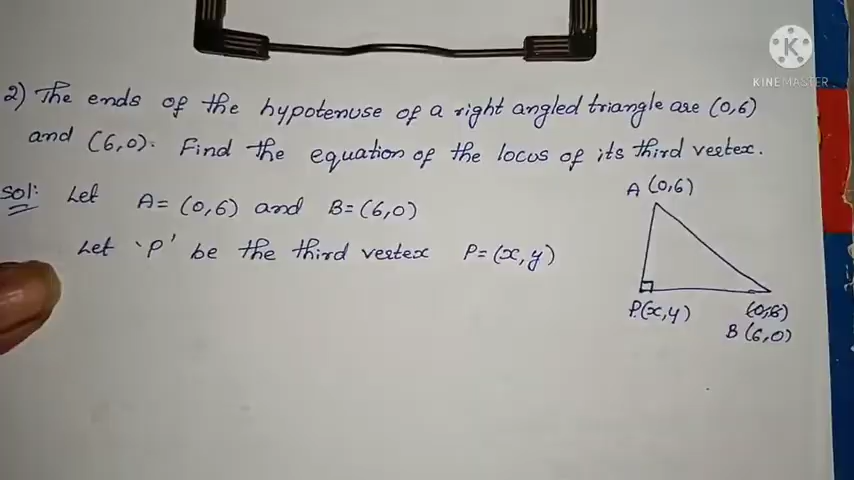 K
KINEMASTER
2) The ends of the hypotenuse of a right angled triangle are (0,6)
and (6,0). Find the equation of the locus of its third vertex.
Sol: Let A= (0,6) and B=(6,0)
Let 'P' be the third vertex P=(x,y)
A (0,6)
P(x,y)
B (6,0)